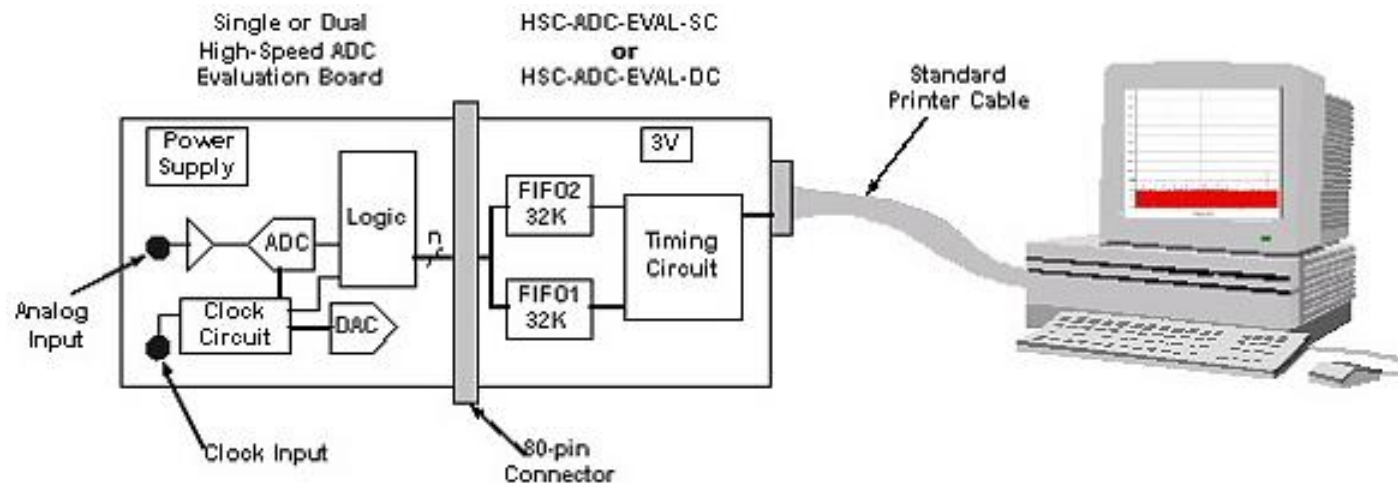 Single or Dual
High-Speed ADC
Evaluation Board
HSC-ADC-EVAL-SC
or
HSC-ADC-EVAL-DC
Standard
Printer Cable
Power
Supply
3V
Logic
FIFO2
32K
ADC
n
Timing
Circuit
FIFO1
32K
Analog
Input
Clock
Circuit
DAC
Clock Input
80-pin
Connector